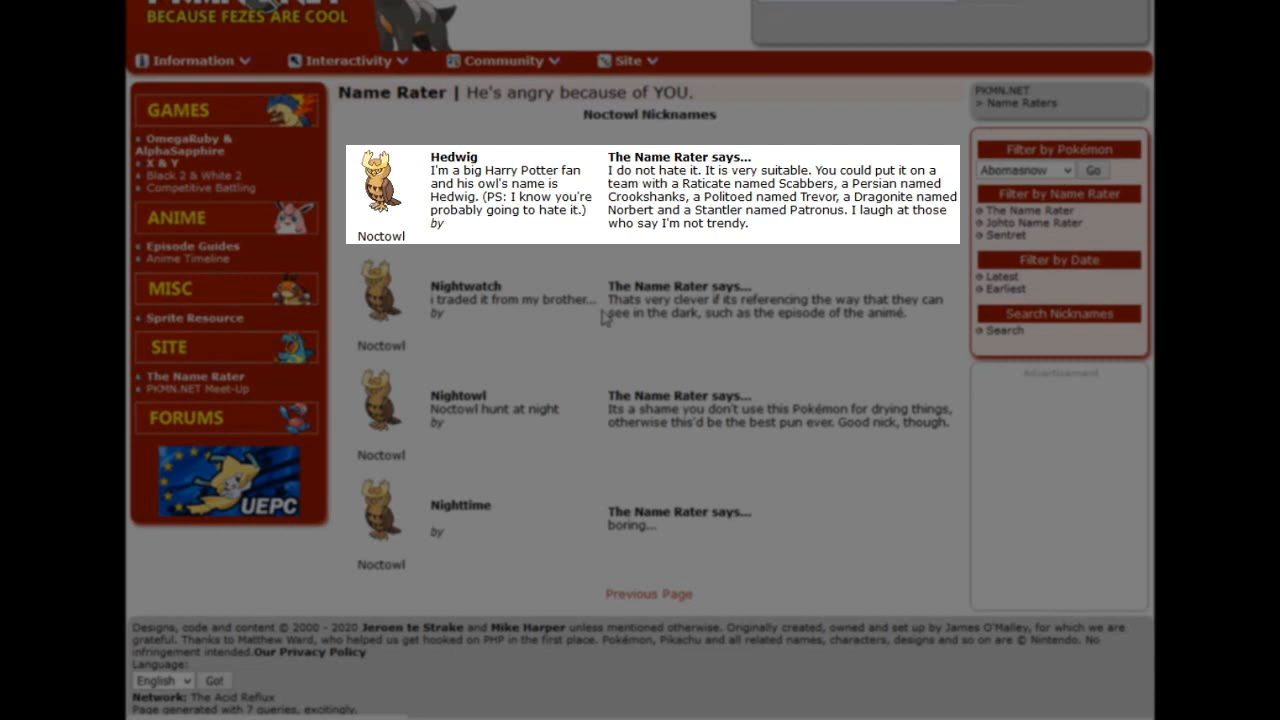 BECAUSE FEZES ARE COOL
Information
Interactivity
Community
Site
GAMES
OmegaRuby &
AlphaSapphire
X & Y
Black 2 & White 2
Competitive Battling
ANIME
Episode Guides
Anime Timeline
MISC
Sprite Resource
SITE
The Name Rater
PKMN.NET Meet-Up
FORUMS
UEPC
Name Rater | He's angry because of YOU.
Noctowl Nicknames
Hedwig
I'm a big Harry Potter fan
and his owl's name is
Hedwig. (PS: I know you're
probably going to hate it.)
by
Noctowl
The Name Rater says...
I do not hate it. It is very suitable. You could put it on a
team with a Raticate named Scabbers, a Persian named
Crookshanks, a Politoed named Trevor, a Dragonite named
Norbert and a Stantler named Patronus. I laugh at those
who say I'm not trendy.
Nightwatch
i traded it from my brother...
by
Noctowl
The Name Rater says...
Thats very clever if its referencing the way that they can
see in the dark, such as the episode of the animé.
Nightowl
Noctowl hunt at night
by
Noctowl
The Name Rater says...
Its a shame you don't use this Pokémon for drying things,
otherwise this'd be the best pun ever. Good nick, though.
Nighttime
by
Noctowl
The Name Rater says...
boring...
Previous Page
PKMN.NET
> Name Raters
Filter by Pokémon
Abomasnow
Go
Filter by Name Rater
The Name Rater
Johto Name Rater
Sentret
Filter by Date
Latest
Earliest
Search Nicknames
Search
Advertisement
Designs, code and content © 2000 - 2020 Jeroen te Strake and Mike Harper unless mentioned otherwise. Originally created, owned and set up by James O'Malley, for which we are
grateful. Thanks to Matthew Ward, who helped us get hooked on PHP in the first place. Pokémon, Pikachu and all related names, characters, designs and so on are © Nintendo. No
infringement intended.Our Privacy Policy
Language:
English
Go!
Network: The Acid Reflux
Page generated with 7 queries, excitingly.